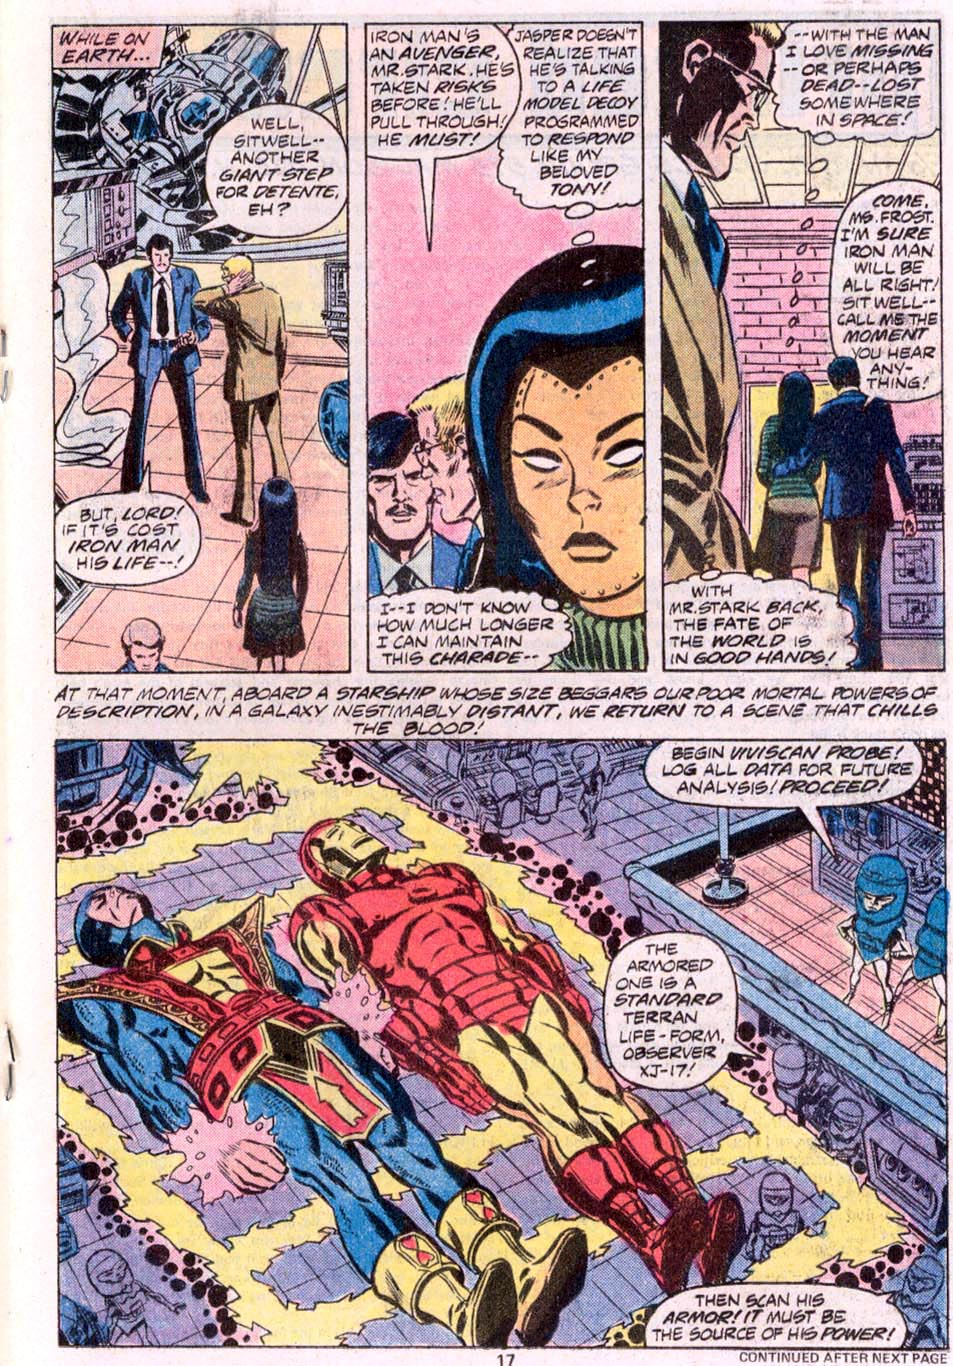 WHILE ON
EARTH...
WELL,
SITWELL--
ANOTHER
GIANT STEP
FOR DETENTE,
EH?
BUT, LORD!
IF IT'S COST
IRON MAN
HIS LIFE--!
IRON MAN'S
AN AVENGER,
MR. STARK. HE'S
TAKEN RISKS
BEFORE! HE'LL
PULL THROUGH!
HE MUST!
JASPER DOESN'T
REALIZE THAT
HE'S TALKING
TO A LIFE
MODEL DECOY
PROGRAMMED
TO RESPOND
LIKE MY
BELOVED
TONY!
I--I DON'T KNOW
HOW MUCH LONGER
I CAN MAINTAIN
THIS CHARADE--
--WITH THE MAN
I LOVE MISSING
--OR PERHAPS
DEAD--LOST
SOMEWHERE
IN SPACE!
COME,
MS. FROST.
I'M SURE
IRON MAN
WILL BE
ALL RIGHT!
SITWELL--
CALL ME THE
MOMENT
YOU HEAR
ANY-
THING!
WITH
MR. STARK BACK,
THE FATE OF
THE WORLD IS
IN GOOD HANDS!
AT THAT MOMENT, ABOARD A STARSHIP WHOSE SIZE BEGGARS OUR POOR MORTAL POWERS OF
DESCRIPTION, IN A GALAXY INESTIMABLY DISTANT, WE RETURN TO A SCENE THAT CHILLS
THE BLOOD!
BEGIN VIVISCAN PROBE!
LOG ALL DATA FOR FUTURE
ANALYSIS! PROCEED!
THE
ARMORED
ONE IS A
STANDARD
TERRAN
LIFE-FORM,
OBSERVER
XJ-17!
THEN SCAN HIS
ARMOR! IT MUST BE
THE SOURCE OF HIS POWER!
17
CONTINUED AFTER NEXT PAGE